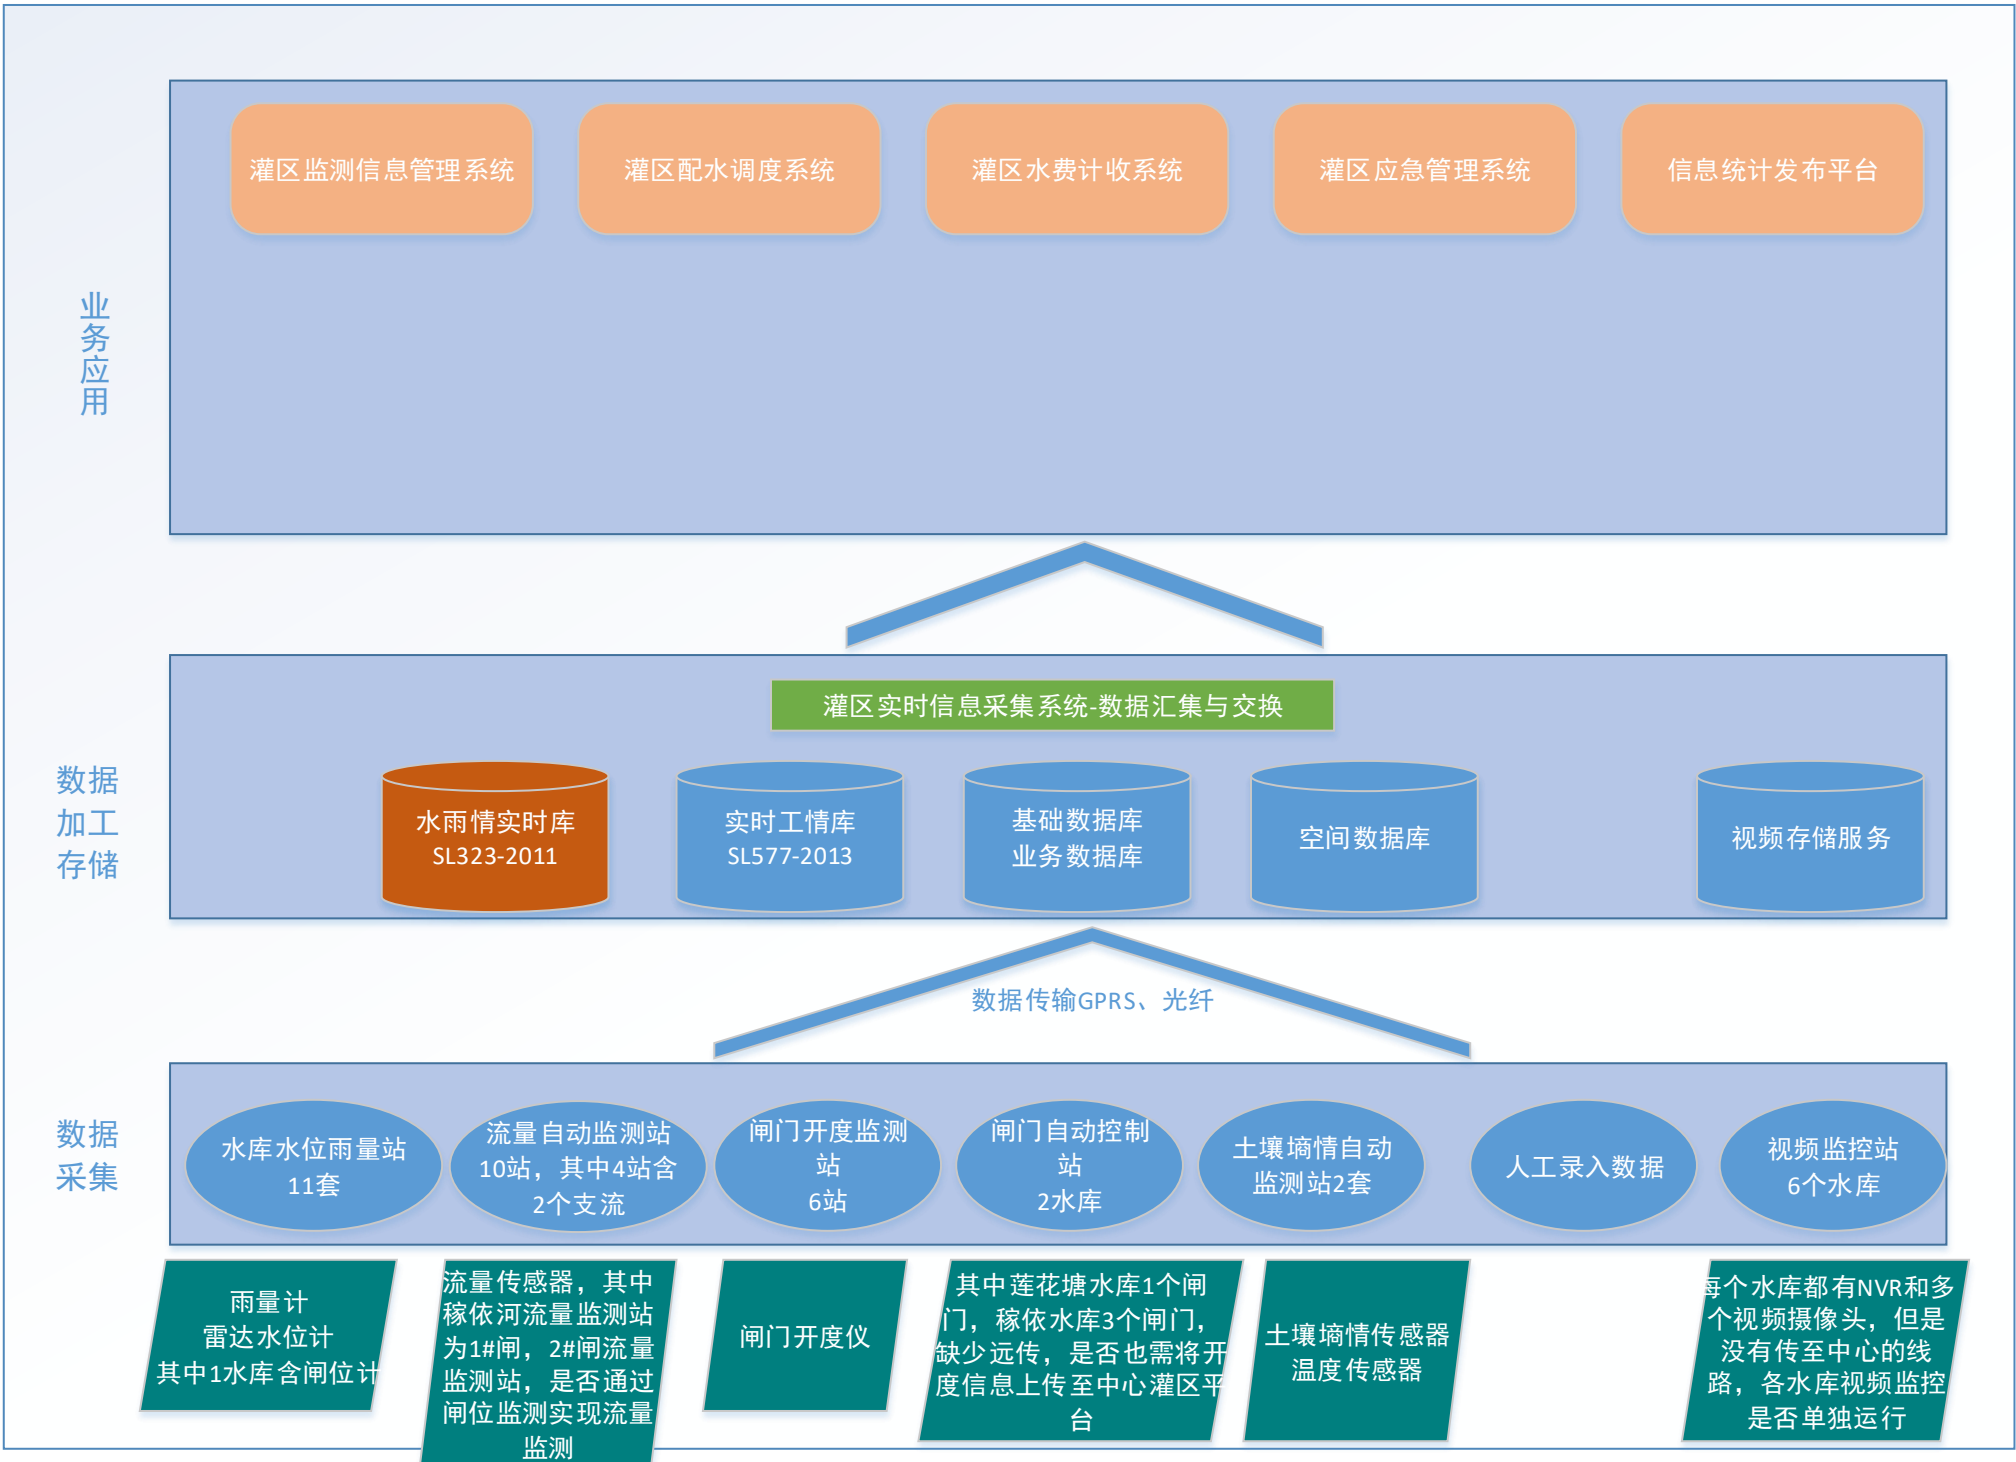 灌区监测信息管理系统
灌区配水调度系统
灌区水费计收系统
灌区应急管理系统
信息统计发布平台
业
务
应
用
灌区实时信息采集系统-数据汇集与交换
数据
加工
存储
水雨情实时库
SL323-2011
实时工情库
SL577-2013
基础数据库
业务数据库
空间数据库
视频存储服务
数据传输GPRS、光纤
数据
采集
水库水位雨量站
11套
流量自动监测站
10站，其中4站含
2个支流
闸门开度监测
站
6站
闸门自动控制
站
2水库
土壤墒情自动
监测站2套
人工录入数据
视频监控站
6个水库
雨量计
雷达水位计
其中1水库含闸位计
流量传感器，其中
稼依河流量监测站
为1#闸，2#闸流量
监测站，是否通过
闸位监测实现流量
监测
闸门开度仪
其中莲花塘水库1个闸
门，稼依水库3个闸门，
缺少远传，是否也需将开
度信息上传至中心灌区平
台
土壤墒情传感器
温度传感器
每个水库都有NVR和多
个视频摄像头，但是
没有传至中心的线
路，各水库视频监控
是否单独运行